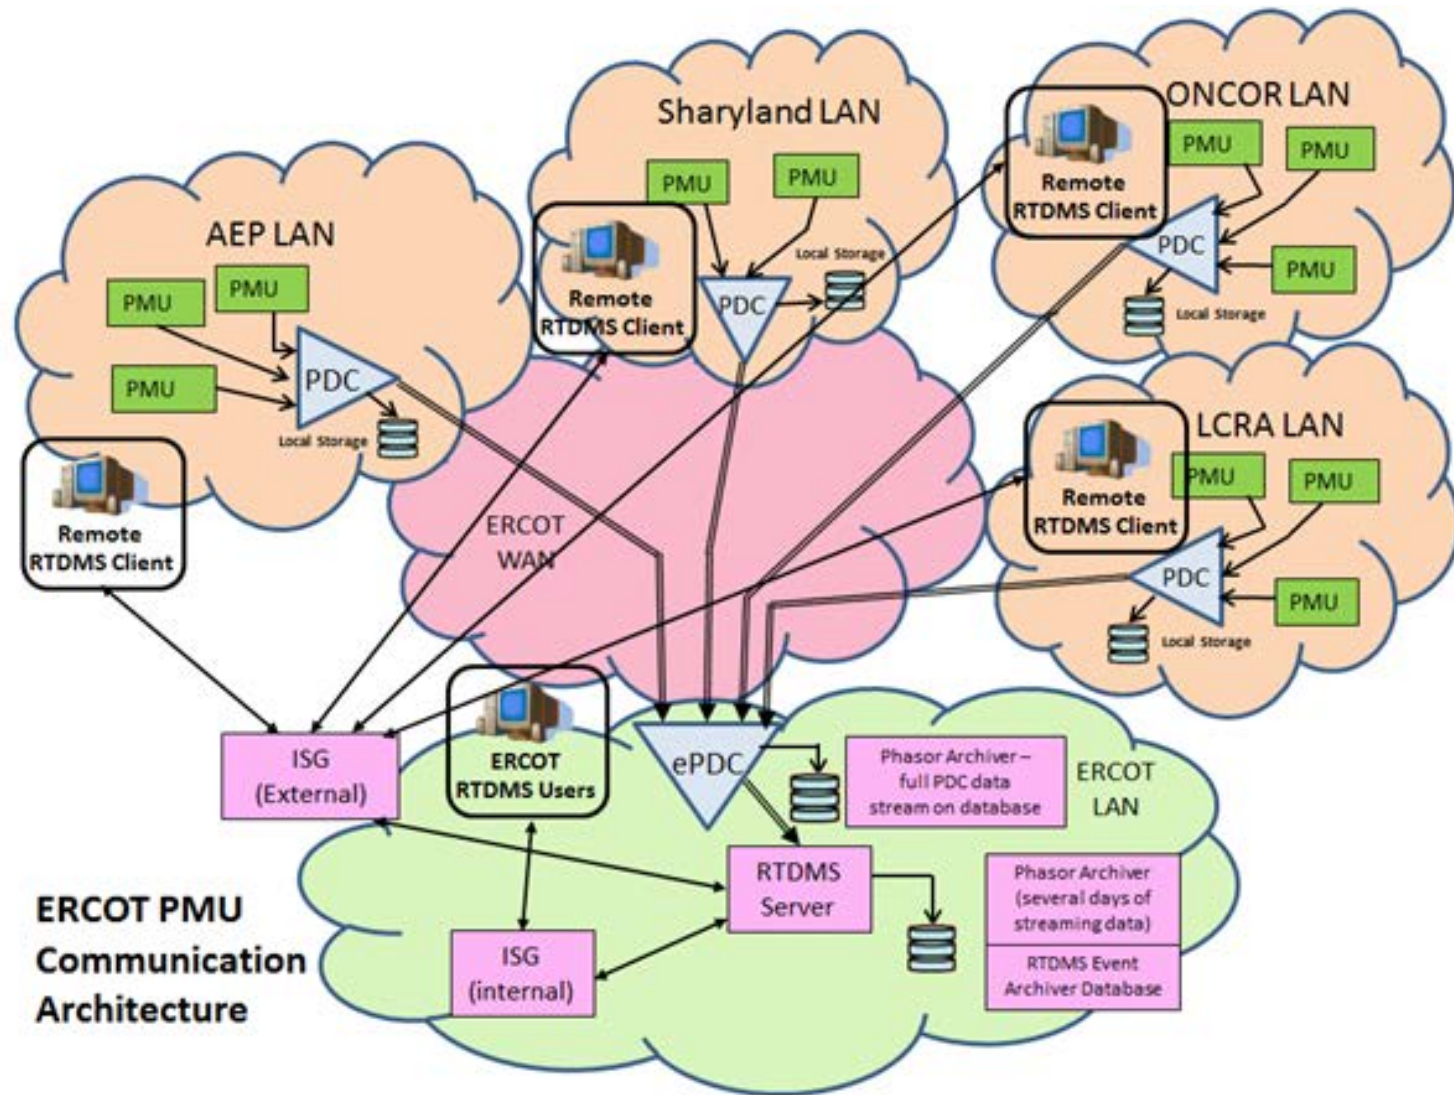 Sharyland LAN
PMU
PMU
Local Storage
PDC
Remote
RTDMS Client
ONCOR LAN
PMU
PMU
Remote
RTDMS Client
PDC
PMU
Local Storage
AEP LAN
PMU
PMU
PMU
PDC
Local Storage
Remote
RTDMS Client
LCRA LAN
PMU
PMU
Remote
RTDMS Client
PDC
PMU
Local Storage
ERCOT
WAN
ISG
(External)
ERCOT
RTDMS Users
ePDC
Phasor Archiver –
full PDC data
stream on database
ERCOT
LAN
RTDMS
Server
Phasor Archiver
(several days of
streaming data)
RTDMS Event
Archiver Database
ISG
(internal)
ERCOT PMU
Communication
Architecture